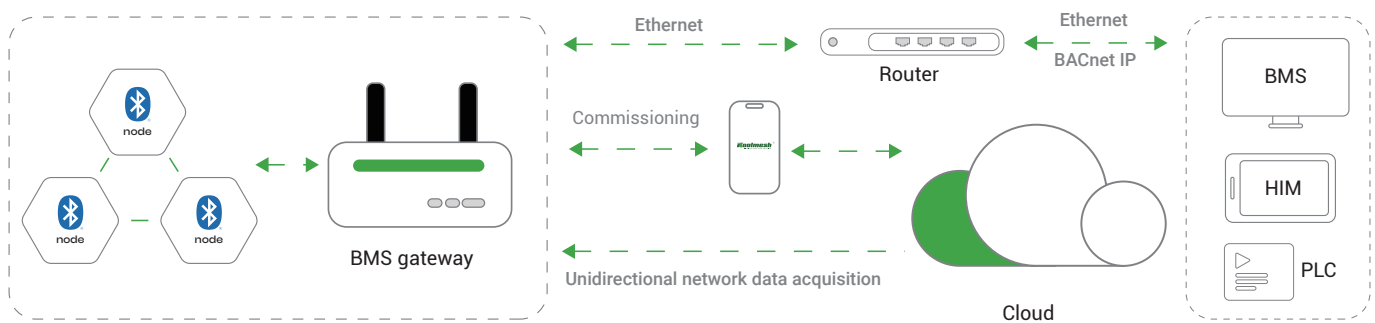 Ethernet
Ethernet
BACnet IP
Router
BMS
node
Commissioning
Koolmesh
node
node
HIM
BMS gateway
Unidirectional network data acquisition
PLC
Cloud